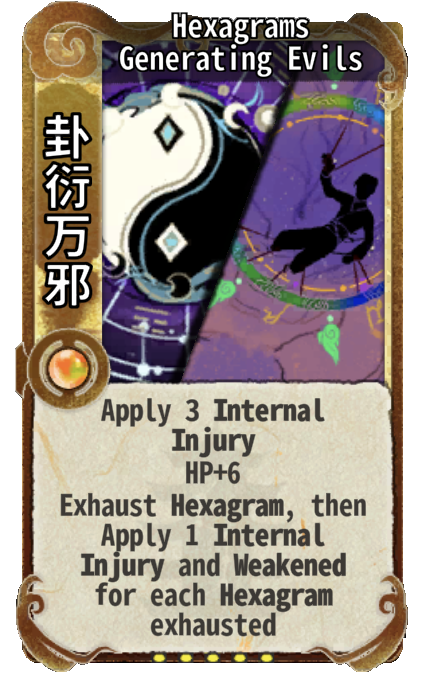 Hexagrams
Generating Evils
卦衍万邪
Apply 3 Internal
Injury
HP+6
Exhaust Hexagram, then
Apply 1 Internal
Injury and Weakened
for each Hexagram
exhausted